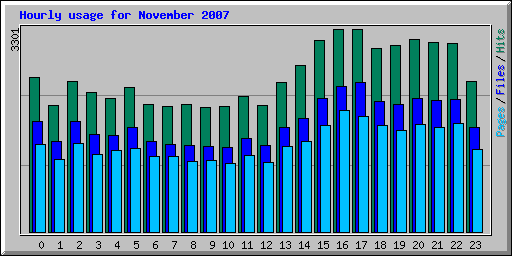 Hourly usage for November 2007
3301
Pages / Files / Hits
0 1 2 3 4 5 6 7 8 9 10 11 12 13 14 15 16 17 18 19 20 21 22 23